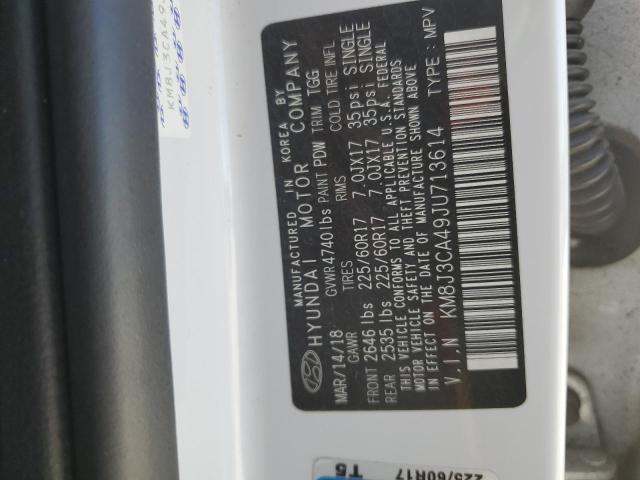 MANUFACTURED IN KOREA BY
HYUNDAI MOTOR COMPANY
MAR/14/18 GVWR 4740 lbs PAINT PDW TRIM TGG
GAWR TIRES RIMS COLD TIRE INFL.
FRONT 2646 lbs 225/60R17 7.0JX17 35psi SINGLE
REAR 2535 lbs 225/60R17 7.0JX17 35psi SINGLE
THIS VEHICLE CONFORMS TO ALL APPLICABLE U.S.A. FEDERAL
MOTOR VEHICLE SAFETY AND THEFT PREVENTION STANDARDS
IN EFFECT ON THE DATE OF MANUFACTURE SHOWN ABOVE
V.I.N KM8J3CA49JU713614 TYPE : MPV
KM8J3CA49
225/60R17
T5